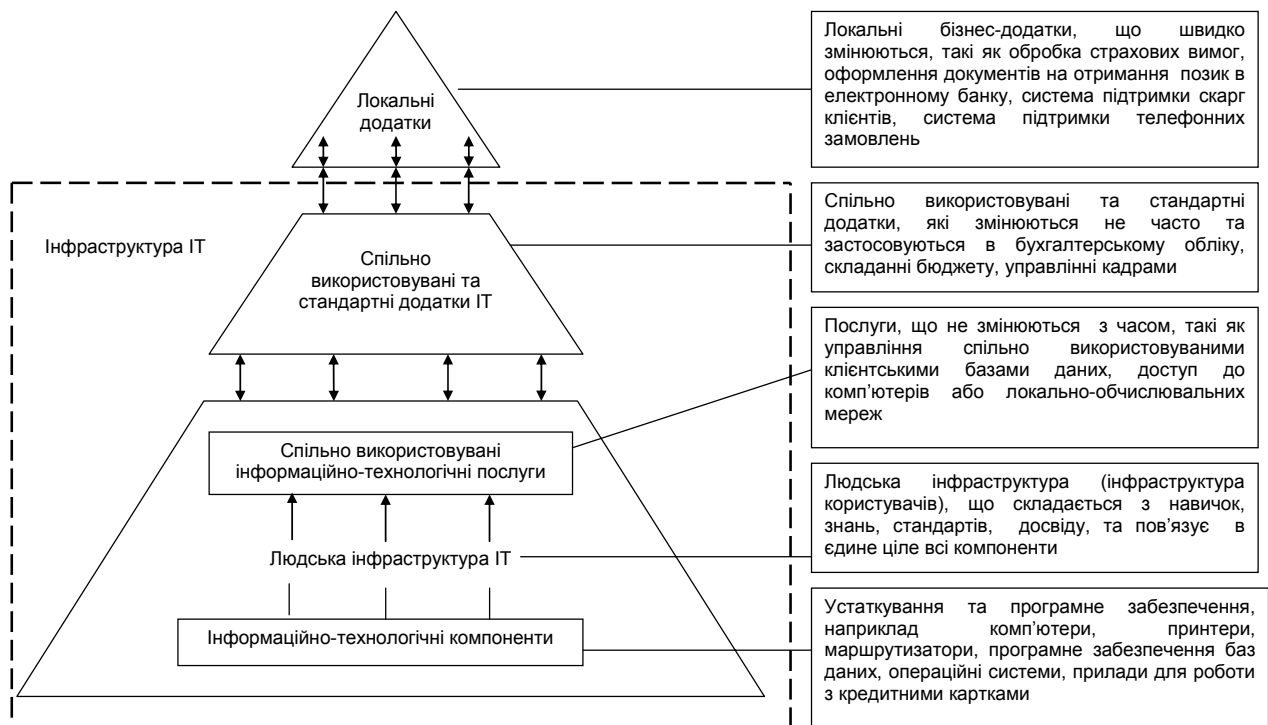 Локальні
додатки
Локальні бізнес-додатки, що швидко
змінюються, такі як обробка страхових вимог,
оформлення документів на отримання позик в
електронному банку, система підтримки скарг
клієнтів, система підтримки телефонних
замовлень
Інфраструктура ІТ
Спільно
використовувані та
стандартні додатки ІТ
Спільно використовувані та стандартні
додатки, які змінюються не часто та
застосовуються в бухгалтерському обліку,
складанні бюджету, управлінні кадрами
Послуги, що не змінюються з часом, такі як
управління спільно використовуваними
клієнтськими базами даних, доступ до
комп’ютерів або локально-обчислювальних
мереж
Спільно використовувані
інформаційно-технологічні послуги
Людська інфраструктура ІТ
Людська інфраструктура (інфраструктура
користувачів), що складається з навичок,
знань, стандартів, досвіду, та пов’язує в
єдине ціле всі компоненти
Інформаційно-технологічні компоненти
Устаткування та програмне забезпечення,
наприклад комп’ютери, принтери,
маршрутизатори, програмне забезпечення баз
даних, операційні системи, прилади для роботи
з кредитними картками